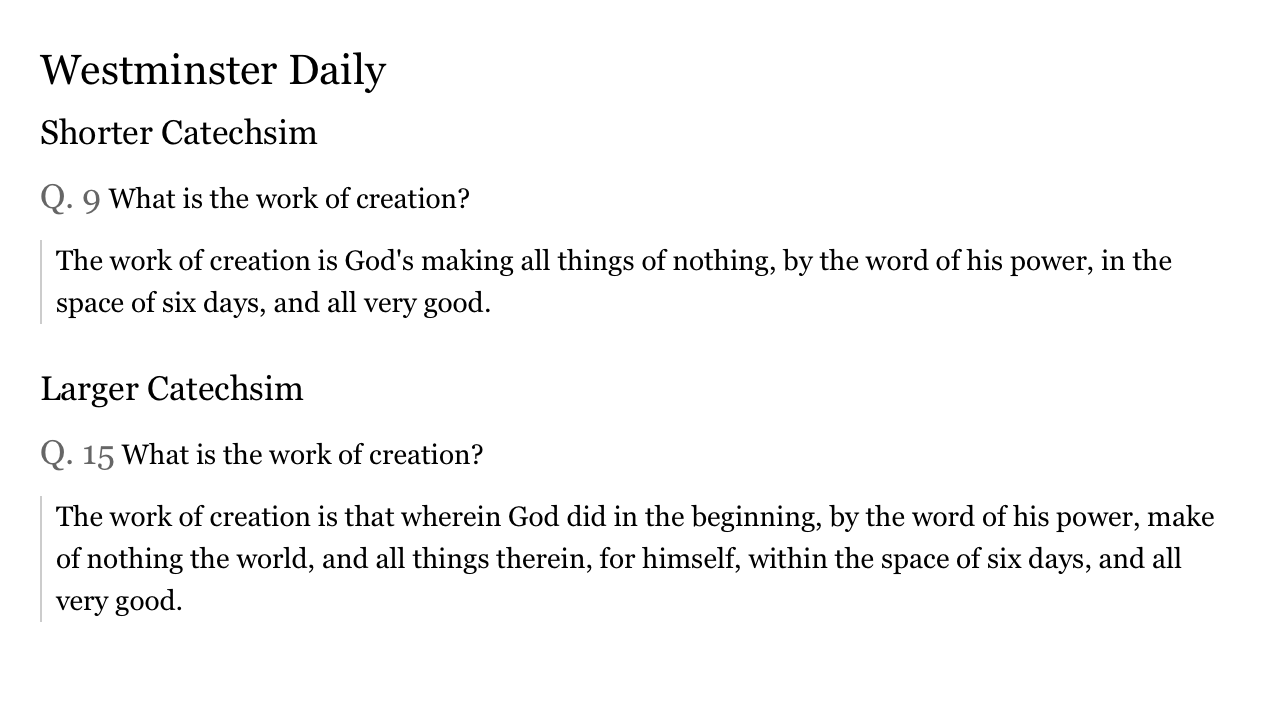 Westminster Daily
Shorter Catechsim
Q. 9 What is the work of creation?
The work of creation is God's making all things of nothing, by the word of his power, in the
space of six days, and all very good.
Larger Catechsim
Q. 15 What is the work of creation?
The work of creation is that wherein God did in the beginning, by the word of his power, make
of nothing the world, and all things therein, for himself, within the space of six days, and all
very good.